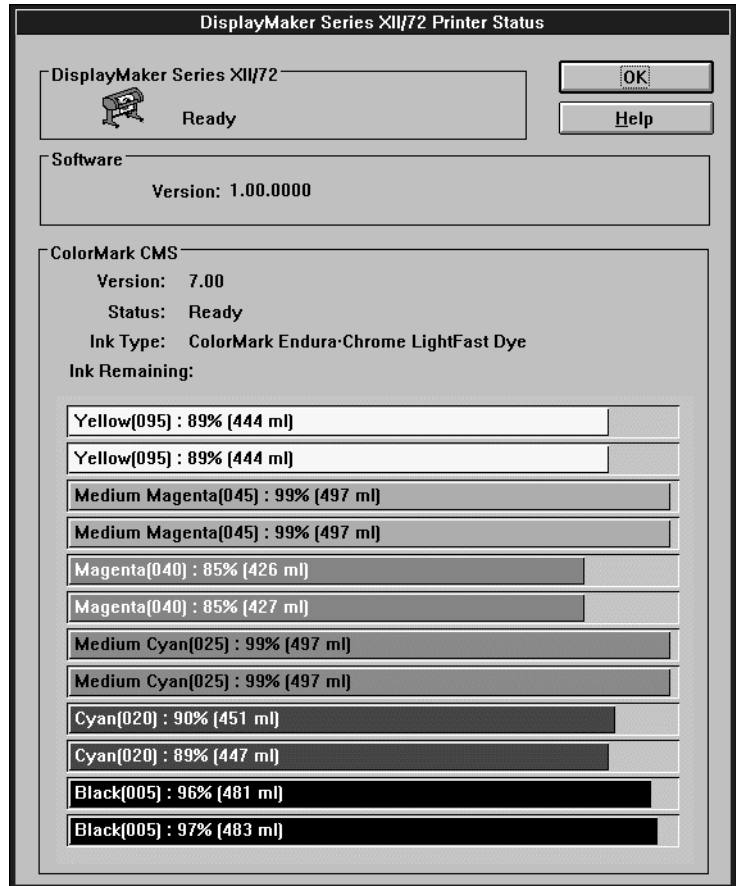 DisplayMaker Series XII/72 Printer Status
DisplayMaker Series XII/72
Ready
OK
Help
Software
Version: 1.00.0000
ColorMark CMS
Version: 7.00
Status: Ready
Ink Type: ColorMark Endura·Chrome LightFast Dye
Ink Remaining:
Yellow(095) : 89% (444 ml)
Yellow(095) : 89% (444 ml)
Medium Magenta(045) : 99% (497 ml)
Medium Magenta(045) : 99% (497 ml)
Magenta(040) : 85% (426 ml)
Magenta(040) : 85% (427 ml)
Medium Cyan(025) : 99% (497 ml)
Medium Cyan(025) : 99% (497 ml)
Cyan(020) : 90% (451 ml)
Cyan(020) : 89% (447 ml)
Black(005) : 96% (481 ml)
Black(005) : 97% (483 ml)